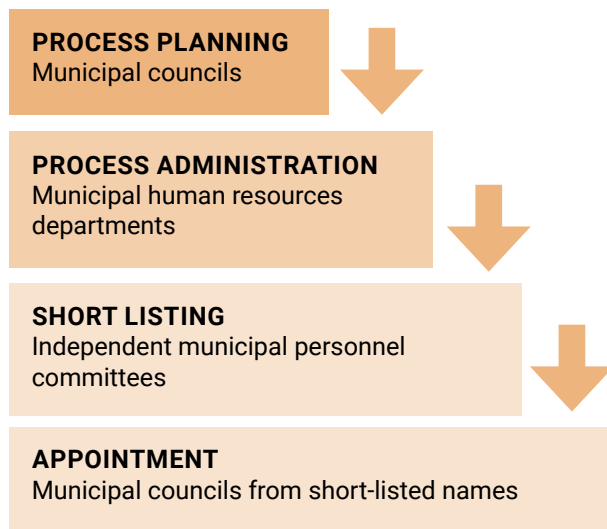 PROCESS PLANNING
Municipal councils
PROCESS ADMINISTRATION
Municipal human resources
departments
SHORT LISTING
Independent municipal personnel
committees
APPOINTMENT
Municipal councils from short-listed names